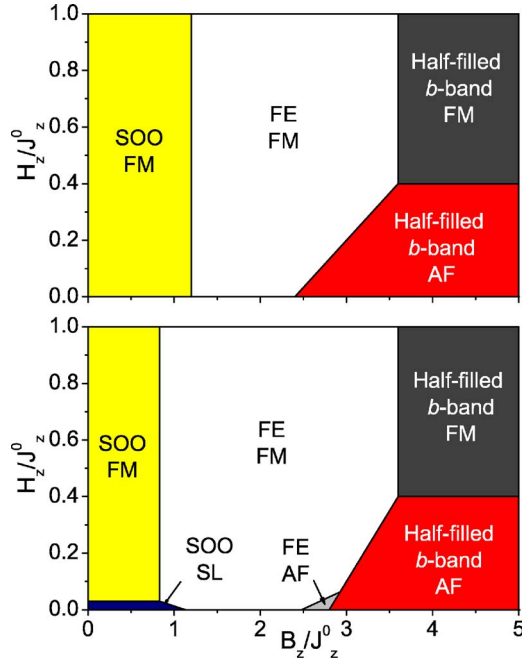 1.0
0.8
0.6
0.4
0.2
0.0
H_z/J^0_z
SOO
FM
FE
FM
Half-filled
b-band
FM
Half-filled
b-band
AF
1.0
0.8
0.6
0.4
0.2
0.0
H_z/J^0_z
SOO
FM
FE
FM
SOO
SL
FE
AF
Half-filled
b-band
FM
Half-filled
b-band
AF
0 1 2 3 4 5
B_z/J^0_z